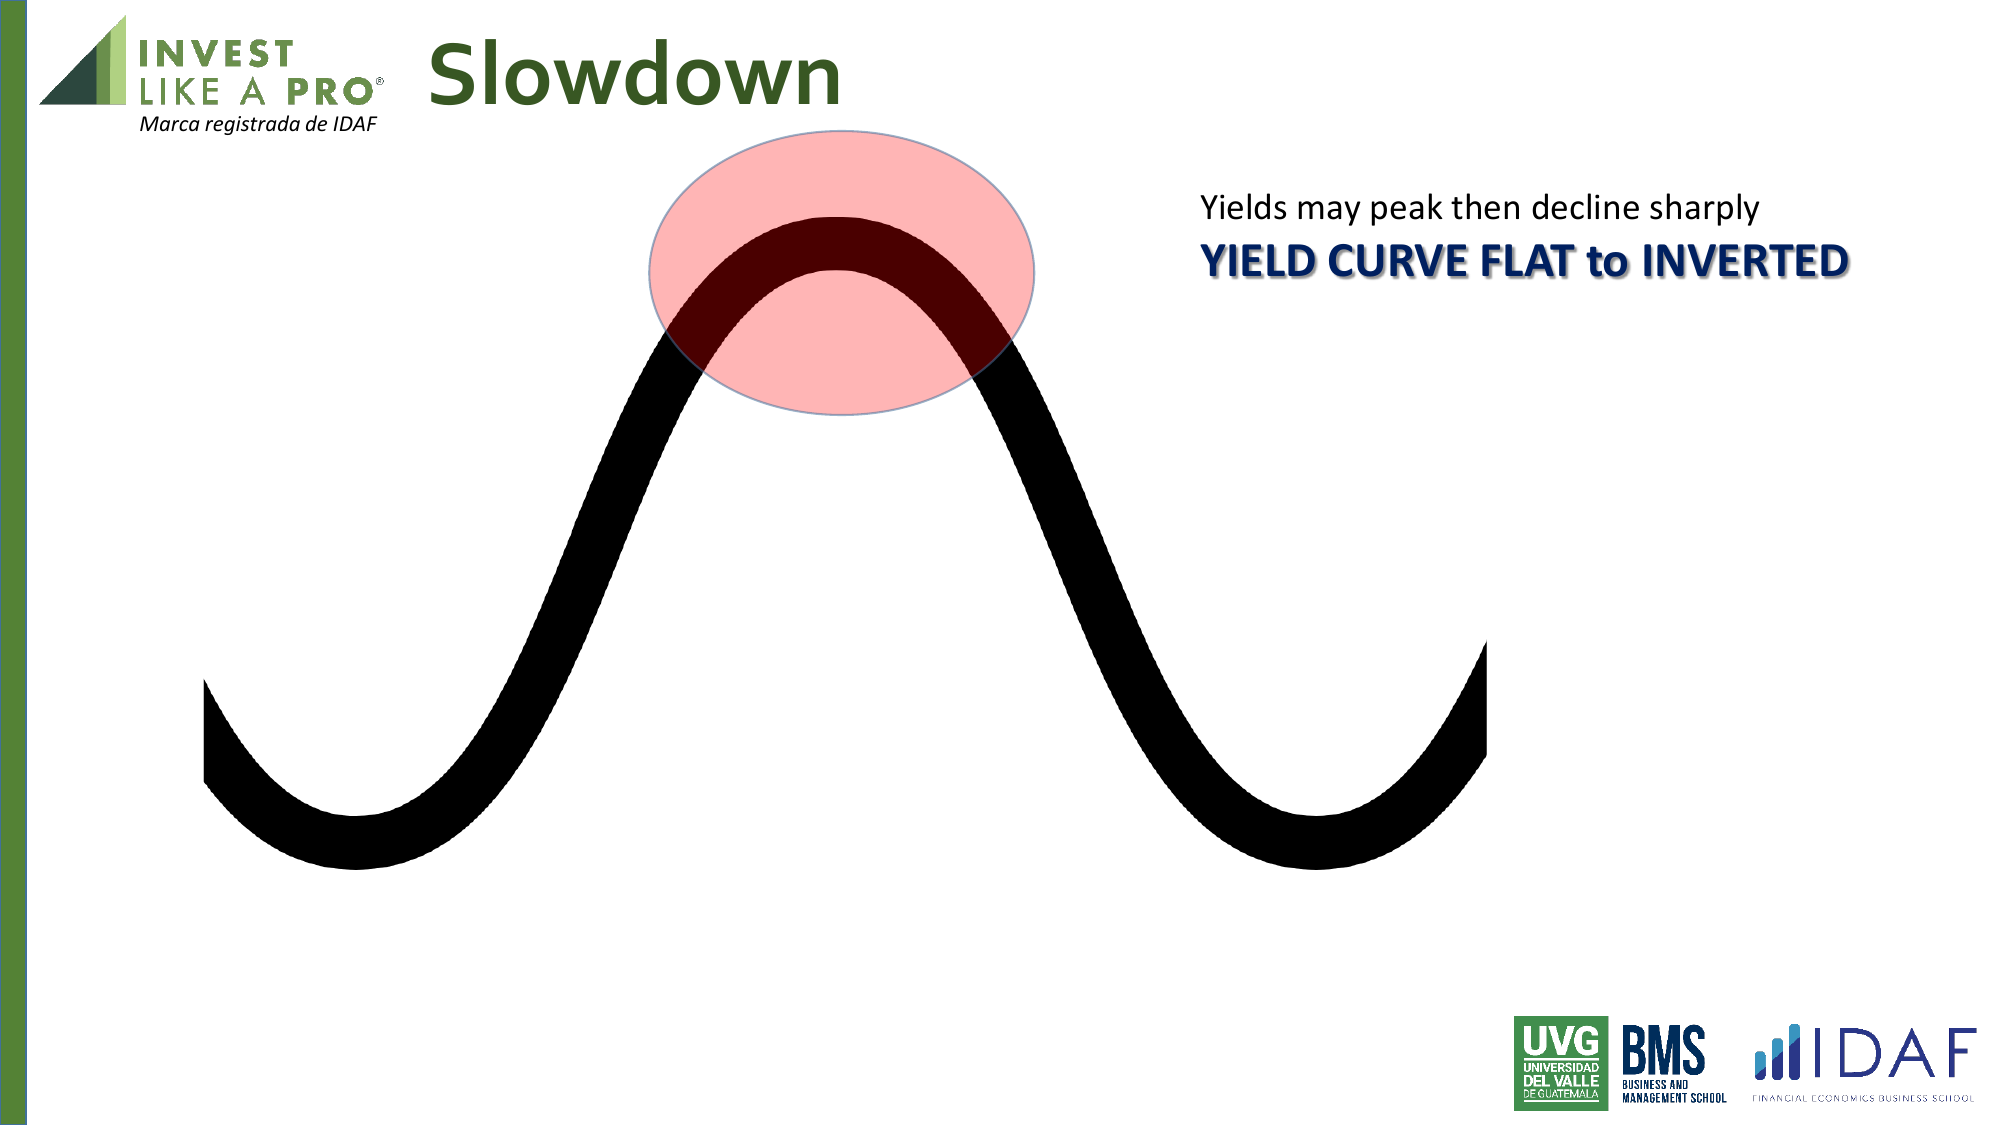 INVEST
LIKE A PRO®
Marca registrada de IDAF
Slowdown
Yields may peak then decline sharply
YIELD CURVE FLAT to INVERTED
UVG
UNIVERSIDAD
DEL VALLE
DE GUATEMALA
BMS
BUSINESS AND
MANAGEMENT SCHOOL
IDAF
FINANCIAL ECONOMICS BUSINESS SCHOOL